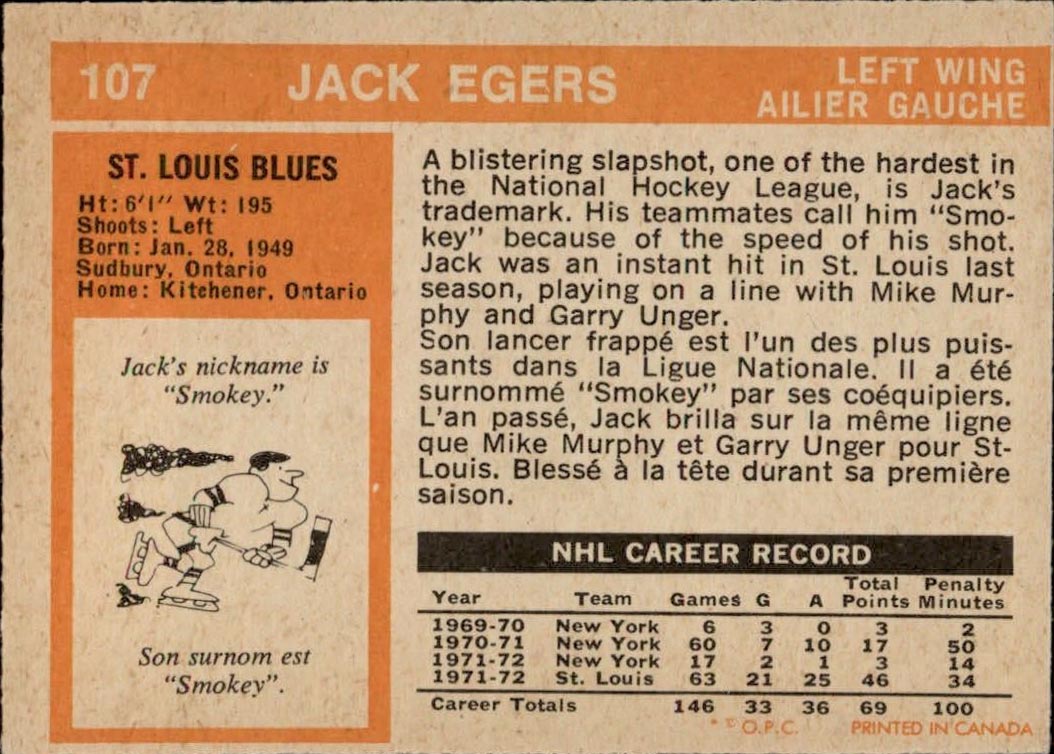 107 JACK EGERS LEFT WING
AILIER GAUCHE
ST. LOUIS BLUES
Ht: 6'1" Wt: 195
Shoots: Left
Born: Jan. 28, 1949
Sudbury, Ontario
Home: Kitchener, Ontario
Jack's nickname is
"Smokey."
Son surnom est
"Smokey".
A blistering slapshot, one of the hardest in
the National Hockey League, is Jack's
trademark. His teammates call him "Smo-
key" because of the speed of his shot.
Jack was an instant hit in St. Louis last
season, playing on a line with Mike Mur-
phy and Garry Unger.
Son lancer frappé est l'un des plus puis-
sants dans la Ligue Nationale. Il a été
surnommé "Smokey" par ses coéquipiers.
L'an passé, Jack brilla sur la même ligne
que Mike Murphy et Garry Unger pour St-
Louis. Blessé à la tête durant sa première
saison.
NHL CAREER RECORD
Year Team Games G A Total Points Penalty Minutes
1969-70 New York 6 3 0 3 2
1970-71 New York 60 7 10 17 50
1971-72 New York 17 2 1 3 14
1971-72 St. Louis 63 21 25 46 34
Career Totals 146 33 36 69 100
* © O.P.C. PRINTED IN CANADA